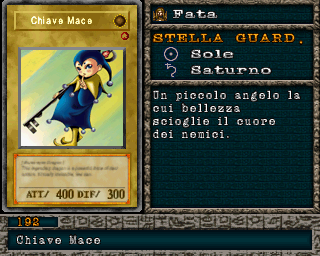 Chiave Mace
ATT/ 400 DIF/ 300
Fata
STELLA GUARD.
Sole
Saturno
Un piccolo angelo la
cui bellezza
scioglie il cuore
dei nemici.
192
Chiave Mace